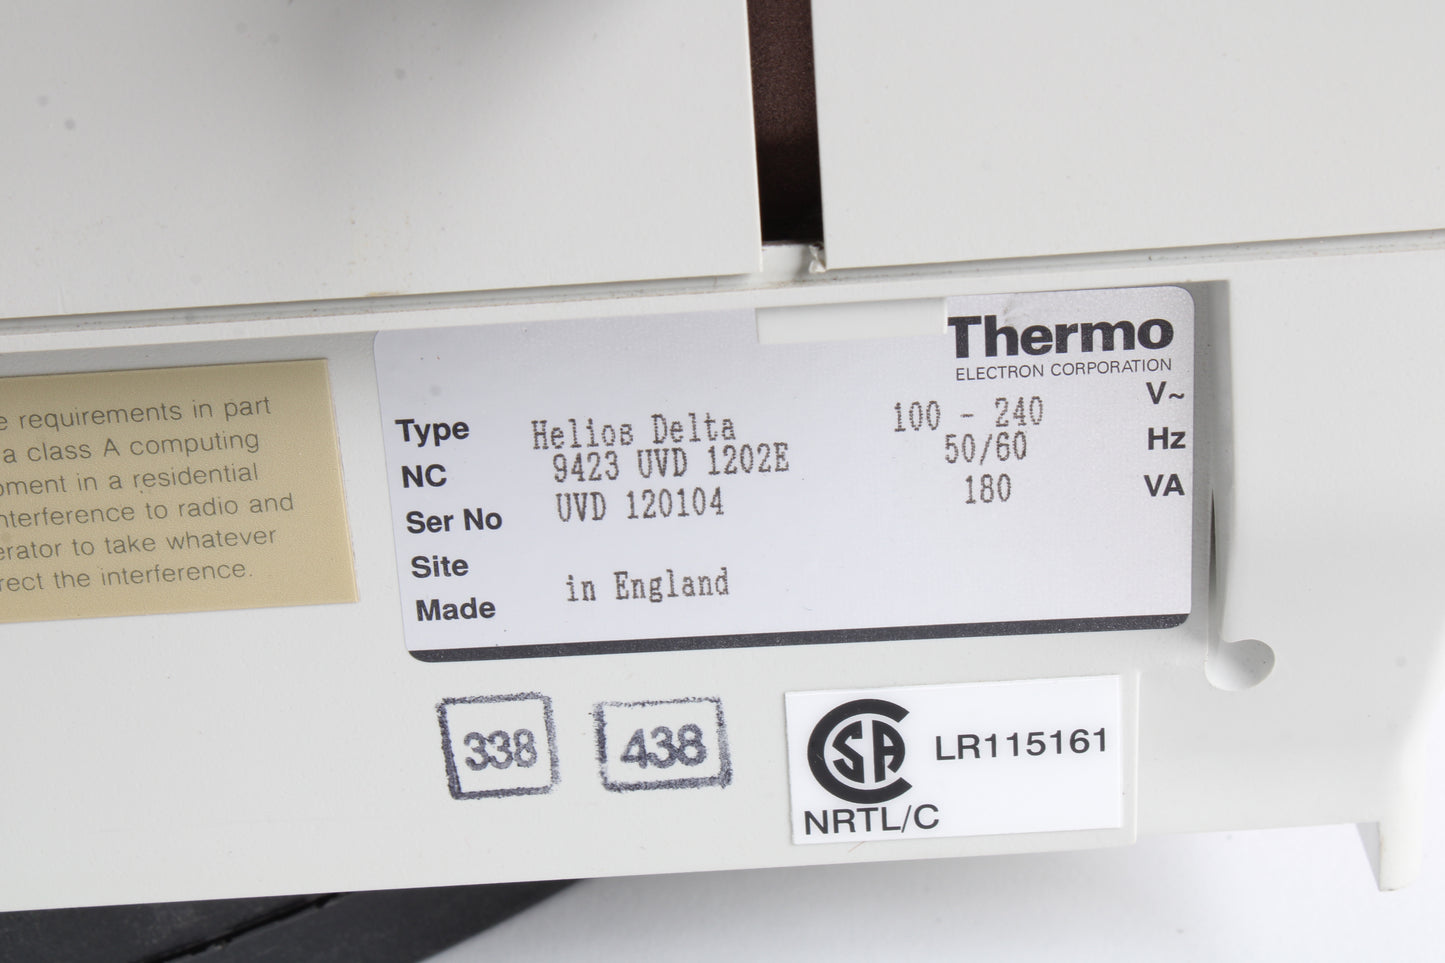 e requirements in part
a class A computing
pment in a residential
nterference to radio and
erator to take whatever
rect the interference.
Thermo
ELECTRON CORPORATION
Type Helios Delta 100 - 240 V~
NC 9423 UVD 1202E 50/60 Hz
Ser No UVD 120104 180 VA
Site
Made in England
338 438
CSA LR115161
NRTL/C